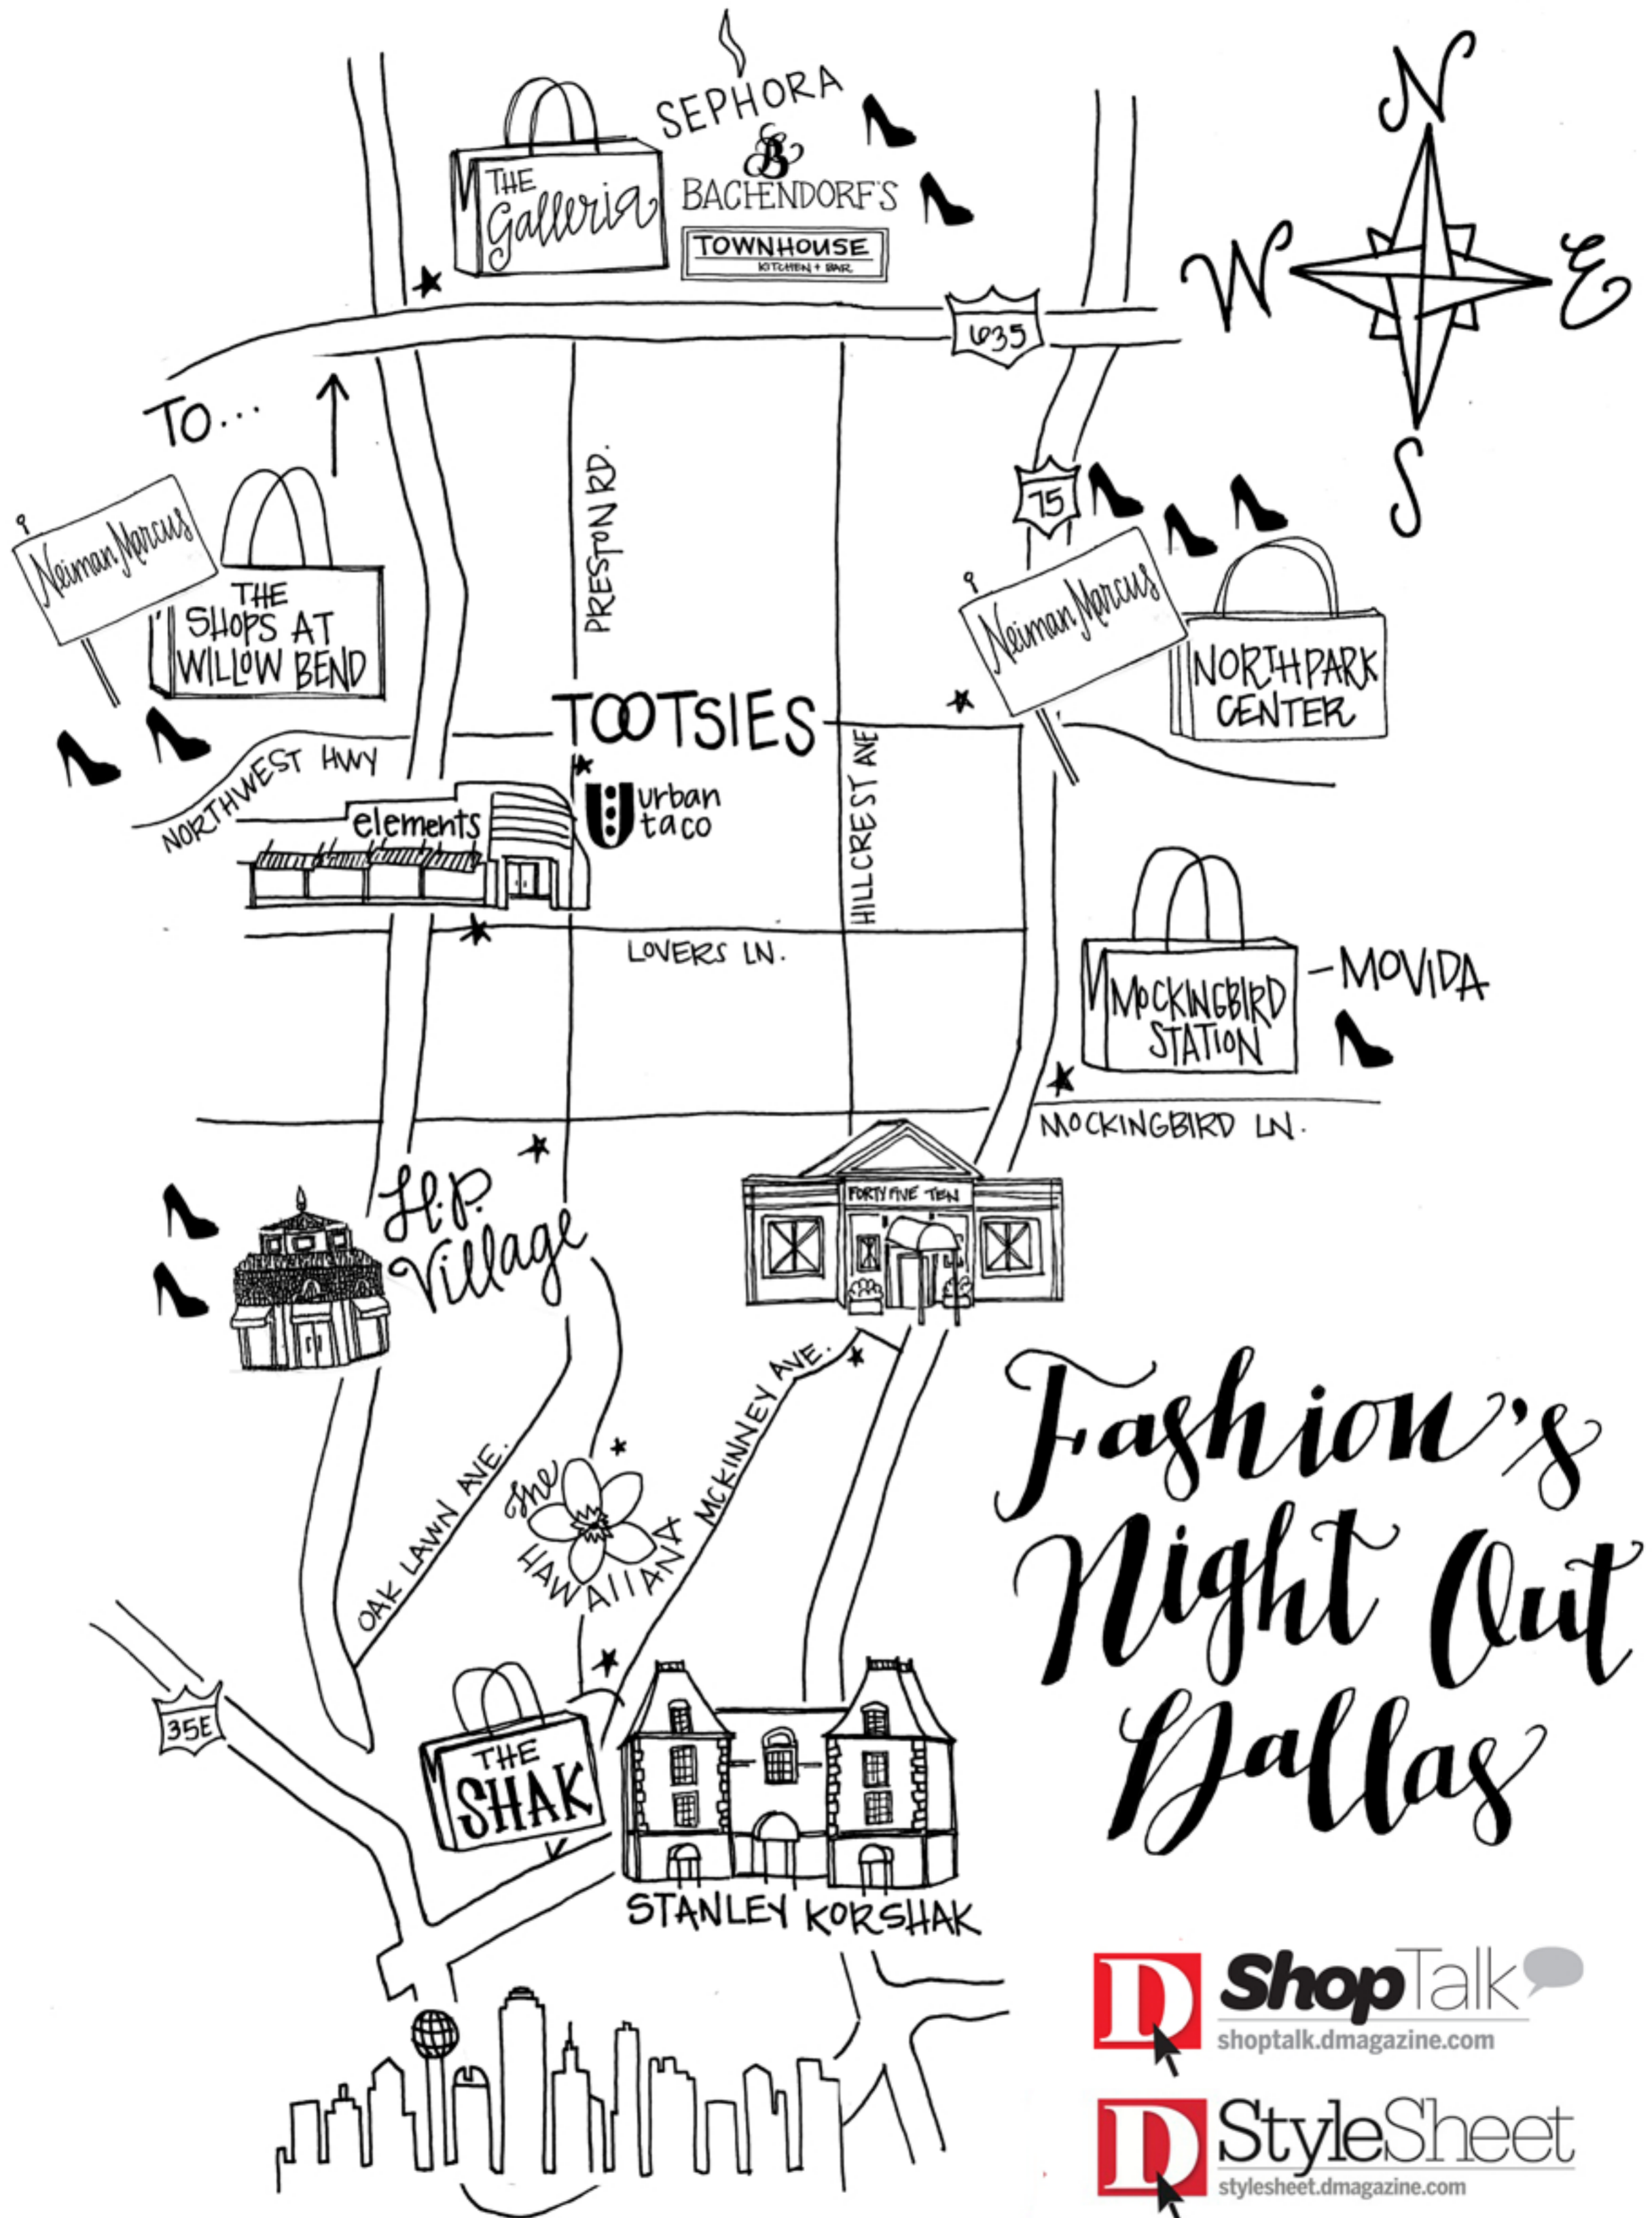 N
W
E
S
SEPHORA
B
BACHENDORF'S
TOWNHOUSE
KITCHEN + BAR
THE
Galleria
635
TO...
75
PRESTON RD.
Neiman Marcus
THE
SHOPS AT
WILLOW BEND
Neiman Marcus
NORTHPARK
CENTER
TOOTSIES
NORTHWEST HWY
HILLCREST AVE
elements
urban
taco
LOVERS LN.
MOCKINGBIRD
STATION
-MOVIDA
MOCKINGBIRD LN.
H.P.
Village
FORTY FIVE TEN
MCKINNEY AVE.
OAK LAWN AVE.
The
HAWAIIANA
Fashion's
Night Out
Dallas
35E
THE
SHAK
STANLEY KORSHAK
D ShopTalk
shoptalk.dmagazine.com
D StyleSheet
stylesheet.dmagazine.com